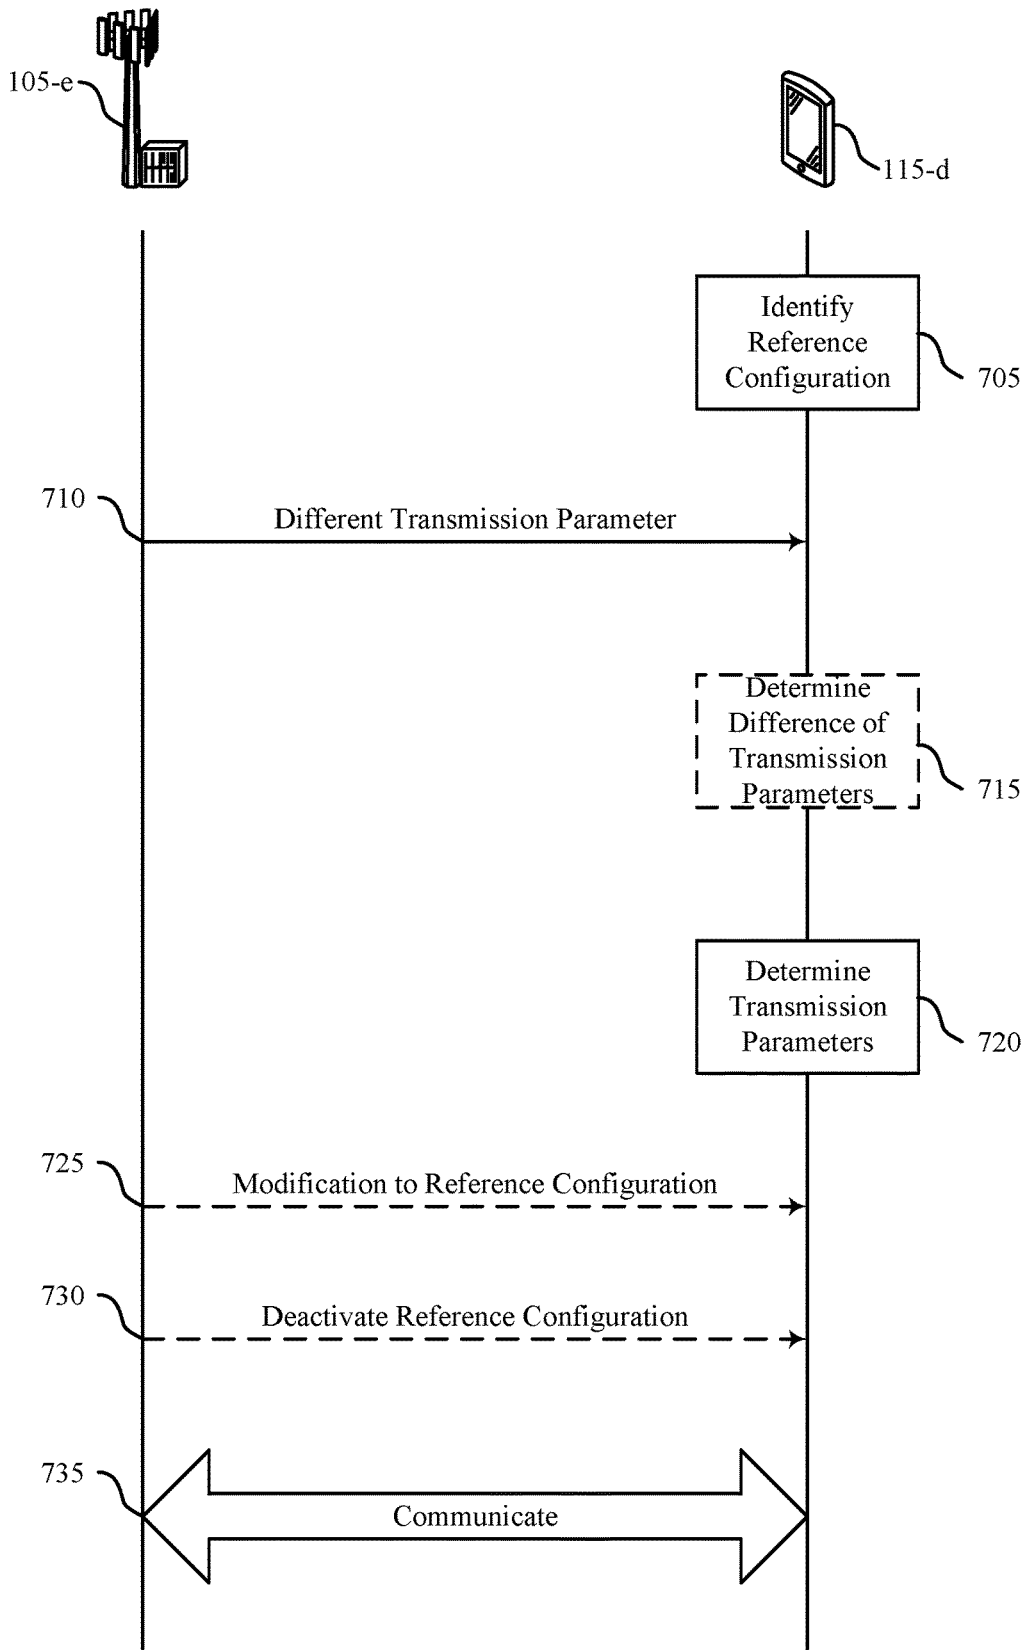 105-e
115-d
Identify
Reference
Configuration
705
710
Different Transmission Parameter
Determine
Difference of
Transmission
Parameters
715
Determine
Transmission
Parameters
720
725
Modification to Reference Configuration
730
Deactivate Reference Configuration
735
Communicate